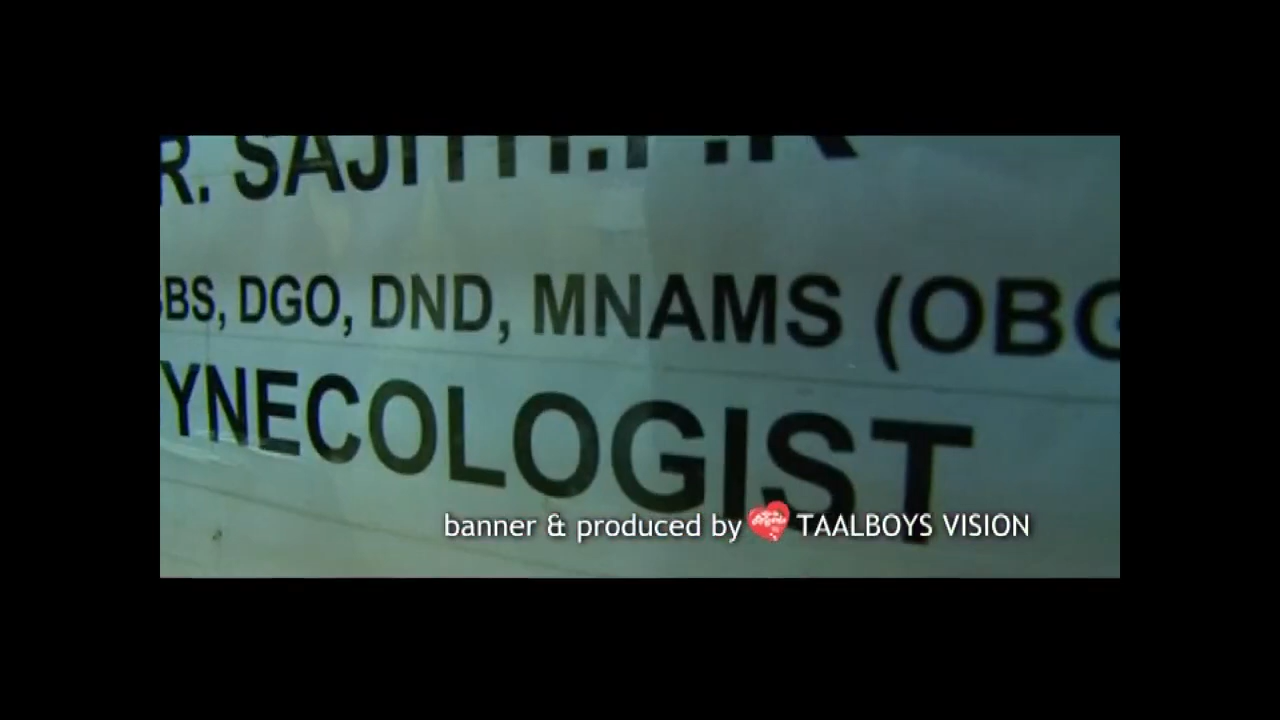 R. SAJITH.P.K
BS, DGO, DND, MNAMS (OBG
YNECOLOGIST
banner & produced by TAALBOYS VISION